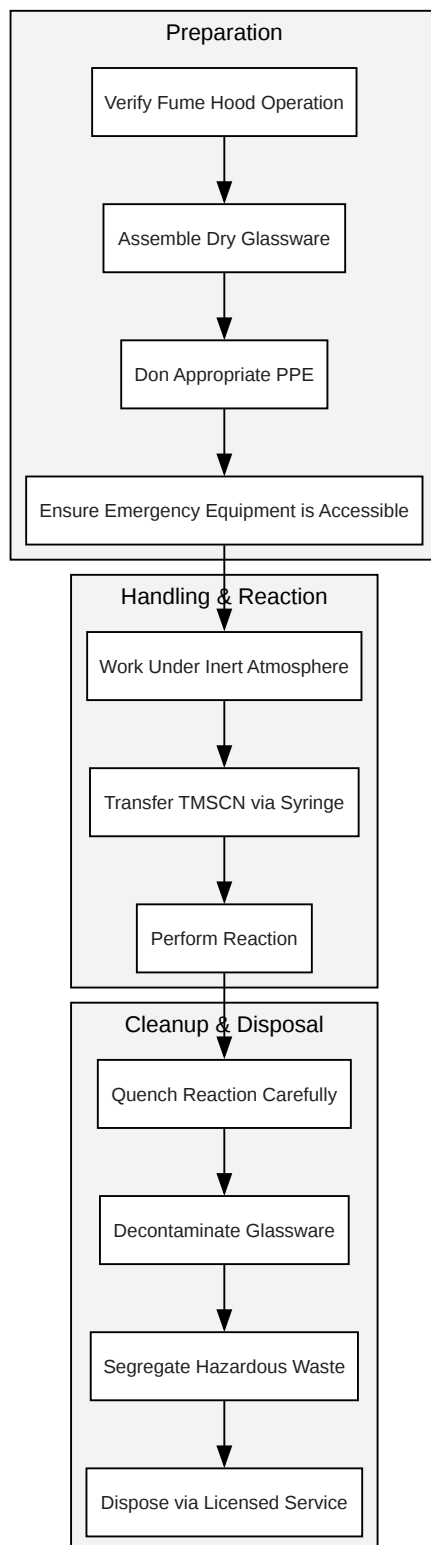 Preparation
Verify Fume Hood Operation
Assemble Dry Glassware
Don Appropriate PPE
Ensure Emergency Equipment is Accessible
Handling & Reaction
Work Under Inert Atmosphere
Transfer TMSCN via Syringe
Perform Reaction
Cleanup & Disposal
Quench Reaction Carefully
Decontaminate Glassware
Segregate Hazardous Waste
Dispose via Licensed Service